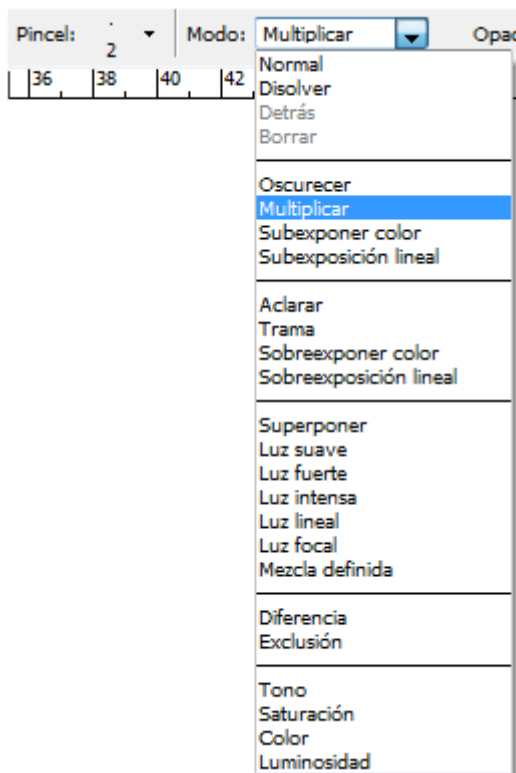 Pincel: 2 Modo: Multiplicar Opac
36 38 40 42
Normal
Disolver
Detrás
Borrar
Oscurecer
Multiplicar
Subexponer color
Subexposición lineal
Aclarar
Trama
Sobreexponer color
Sobreexposición lineal
Superponer
Luz suave
Luz fuerte
Luz intensa
Luz lineal
Luz focal
Mezcla definida
Diferencia
Exclusión
Tono
Saturación
Color
Luminosidad